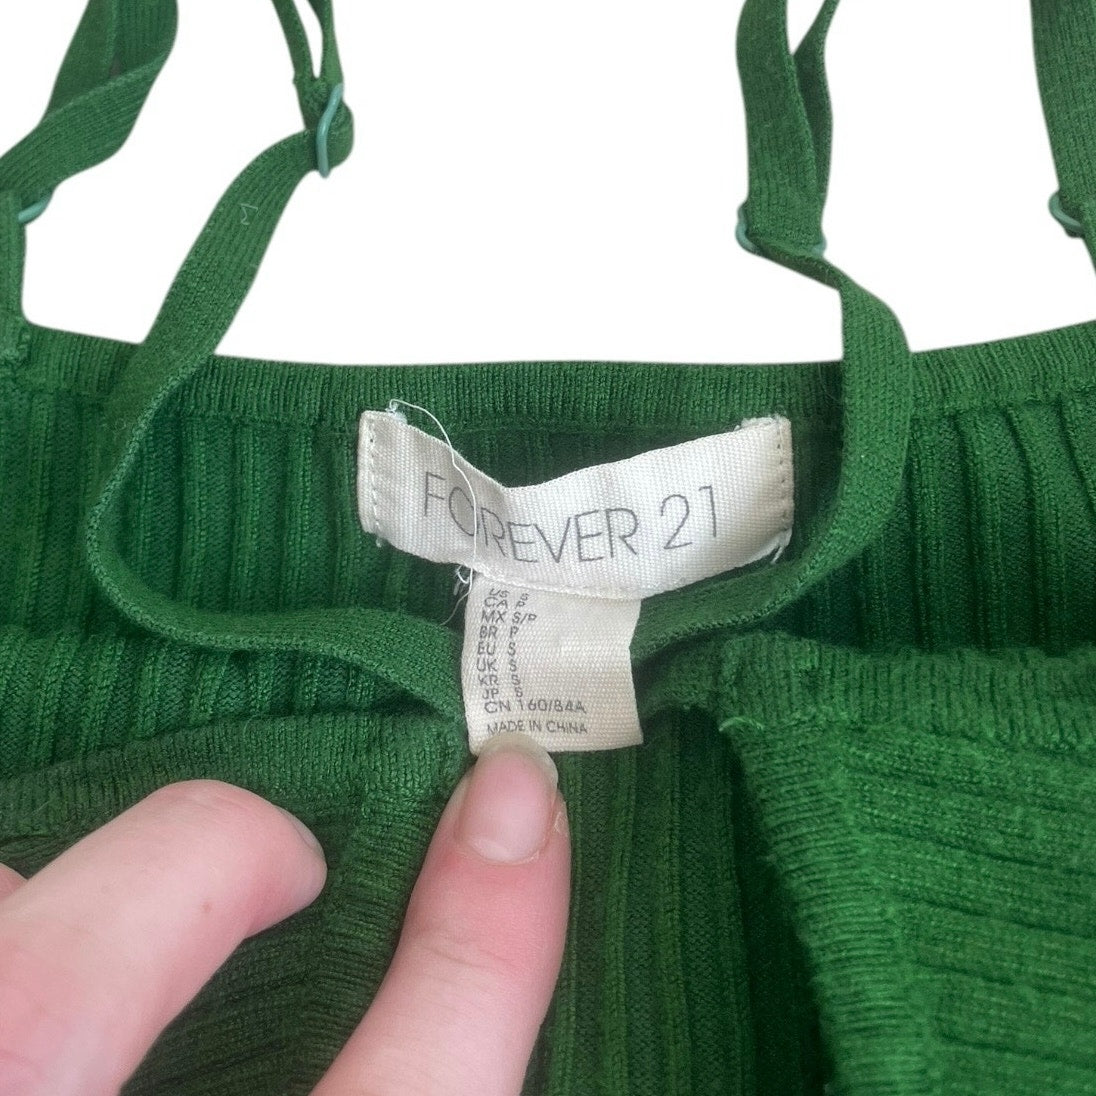 FOREVER 21
US S
CA P
MX S/P
BR P
EU S
UK S
KR S
JP S
CN 160/84A
MADE IN CHINA